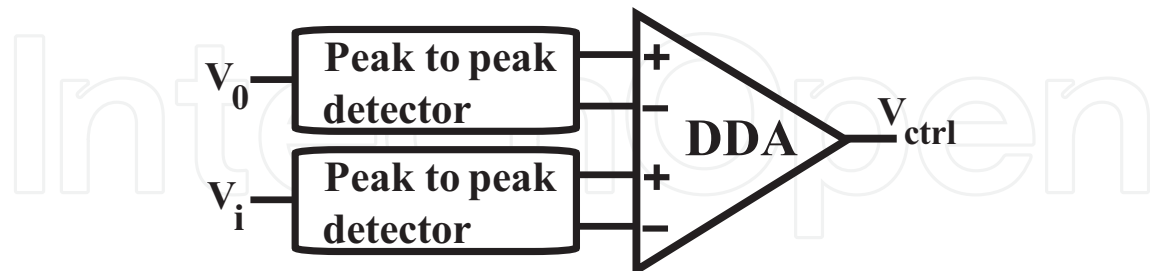 Peak to peak
detector
V0
+
−
DDA
Vctrl
Peak to peak
detector
Vi
+
−
IntechOpen